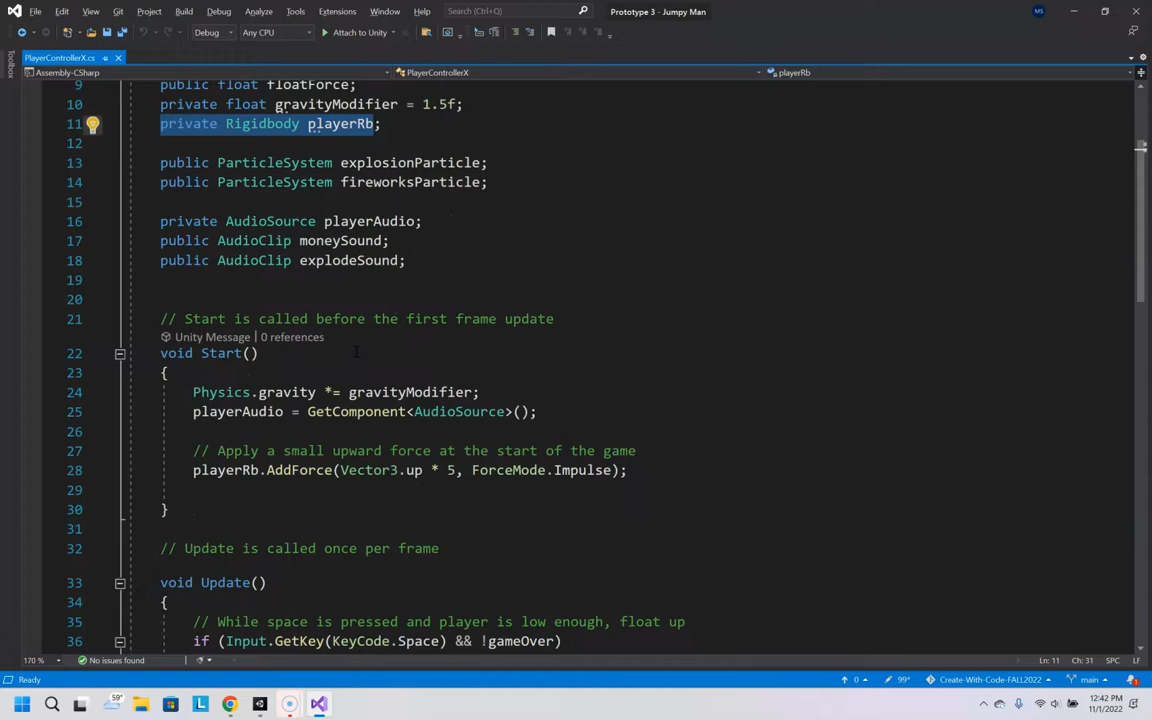 File Edit View Git Project Build Debug Analyze Tools Extensions Window Help Search (Ctrl+Q) Prototype 3 - Jumpy Man MS
Debug Any CPU Attach to Unity
PlayerControllerX.cs
Toolbox
Assembly-CSharp PlayerControllerX playerRb
9 public float floatForce;
10 private float gravityModifier = 1.5f;
11 private Rigidbody playerRb;
12
13 public ParticleSystem explosionParticle;
14 public ParticleSystem fireworksParticle;
15
16 private AudioSource playerAudio;
17 public AudioClip moneySound;
18 public AudioClip explodeSound;
19
20
21 // Start is called before the first frame update
Unity Message | 0 references
22 void Start()
23 {
24 Physics.gravity *= gravityModifier;
25 playerAudio = GetComponent<AudioSource>();
26
27 // Apply a small upward force at the start of the game
28 playerRb.AddForce(Vector3.up * 5, ForceMode.Impulse);
29
30 }
31
32 // Update is called once per frame
33 void Update()
34 {
35 // While space is pressed and player is low enough, float up
36 if (Input.GetKey(KeyCode.Space) && !gameOver)
170 % No issues found Ln: 11 Ch: 31 SPC LF
Ready 0 99+ Create-With-Code-FALL2022 main
59° L 12:42 PM
11/1/2022